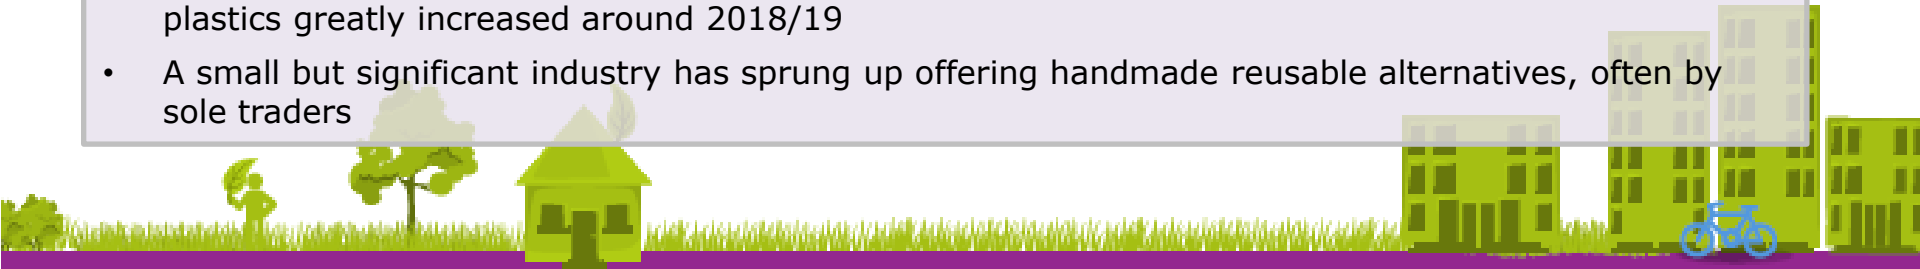 plastics greatly increased around 2018/19
• A small but significant industry has sprung up offering handmade reusable alternatives, often by
sole traders